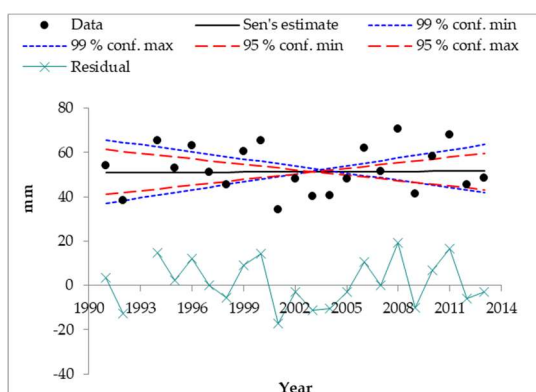 Data Sen's estimate 99 % conf. min
99 % conf. max 95 % conf. min 95 % conf. max
Residual
80
60
40
20
0
-20
-40
mm
1990 1993 1996 1999 2002 2005 2008 2011 2014
Year